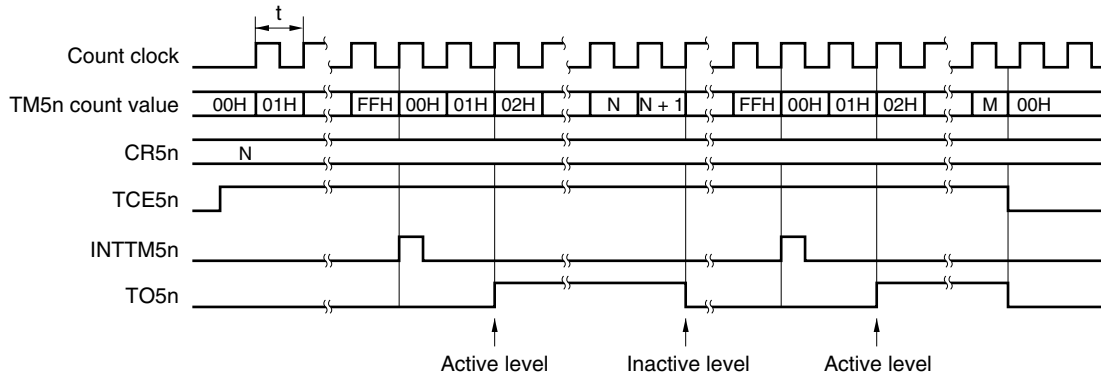 t
Count clock
TM5n count value 00H 01H FFH 00H 01H 02H N N + 1 FFH 00H 01H 02H M 00H
CR5n N
TCE5n
INTTM5n
TO5n
Active level Inactive level Active level